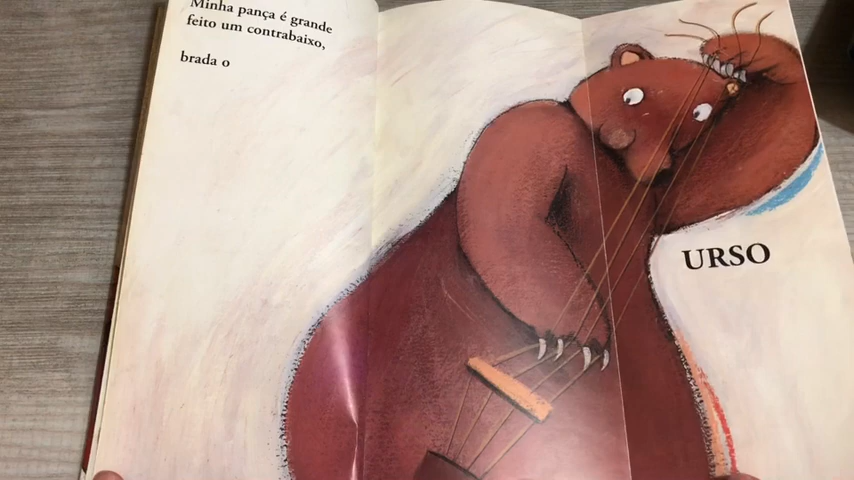 Minha pança é grande
feito um contrabaixo,
brada o
URSO